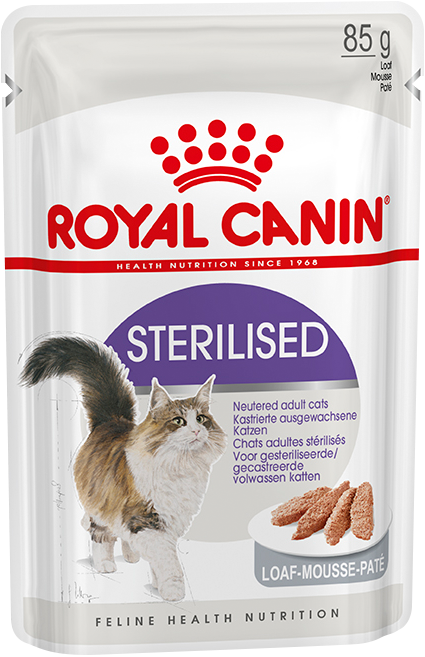 85 g
Loaf
Mousse
Paté
ROYAL CANIN®
HEALTH NUTRITION SINCE 1968
STERILISED
Neutered adult cats
Kastrierte ausgewachsene
Katzen
Chats adultes stérilisés
Voor gesteriliseerde/
gecastreerde
volwassen katten
LOAF-MOUSSE-PATÉ
FELINE HEALTH NUTRITION